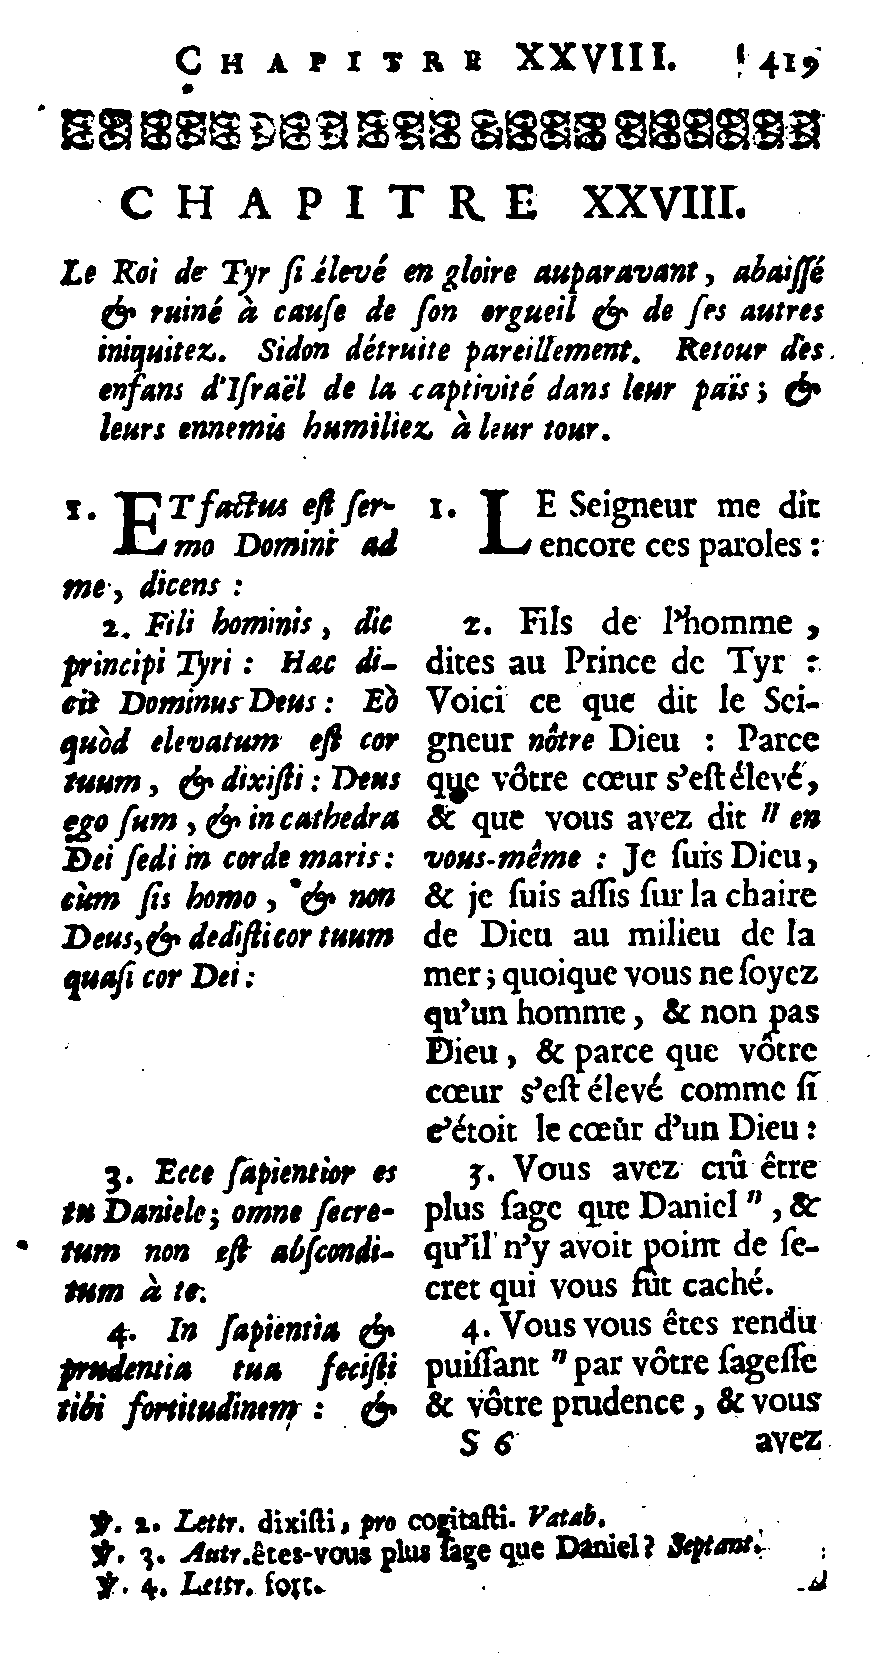 CHAPITRE XXVIII. 419
CHAPITRE XXVIII.
Le Roi de Tyr ſi élevé en gloire auparavant, abaiſſé
& ruiné à cauſe de ſon orgueil & de ſes autres
iniquitez. Sidon détruite pareillement. Retour des
enfans d'Iſraël de la captivité dans leur païs; &
leurs ennemis humiliez à leur tour.
1. ET factus eſt ſer-
mo Domini ad
me, dicens :
2. Fili hominis, dic
principi Tyri : Hæc di-
cit Dominus Deus : Eò
quòd elevatum eſt cor
tuum, & dixiſti : Deus
ego ſum, & in cathedra
Dei ſedi in corde maris :
cùm ſis homo, & non
Deus, & dediſti cor tuum
quaſi cor Dei :
3. Ecce ſapientior es
tu Daniele; omne ſecre-
tum non eſt abſcondi-
tum à te.
4. In ſapientia &
prudentia tua feciſti
tibi fortitudinem : &
1. LE Seigneur me dit
encore ces paroles :
2. Fils de l'homme,
dites au Prince de Tyr :
Voici ce que dit le Sei-
gneur nôtre Dieu : Parce
que vôtre cœur s'eſt élevé,
& que vous avez dit " en
vous-même : Je ſuis Dieu,
& je ſuis aſſis ſur la chaire
de Dieu au milieu de la
mer; quoique vous ne ſoyez
qu'un homme, & non pas
Dieu, & parce que vôtre
cœur s'eſt élevé comme ſi
c'étoit le cœur d'un Dieu :
3. Vous avez crû être
plus ſage que Daniel ", &
qu'il n'y avoit point de ſe-
cret qui vous fût caché.
4. Vous vous êtes rendu
puiſſant " par vôtre ſageſſe
& vôtre prudence, & vous
S 6 avez
℣. 2. Lettr. dixiſti, pro cogitaſti. Vatab.
℣. 3. Autr. êtes-vous plus ſage que Daniel? Septant.
℣. 4. Lettr. fort.